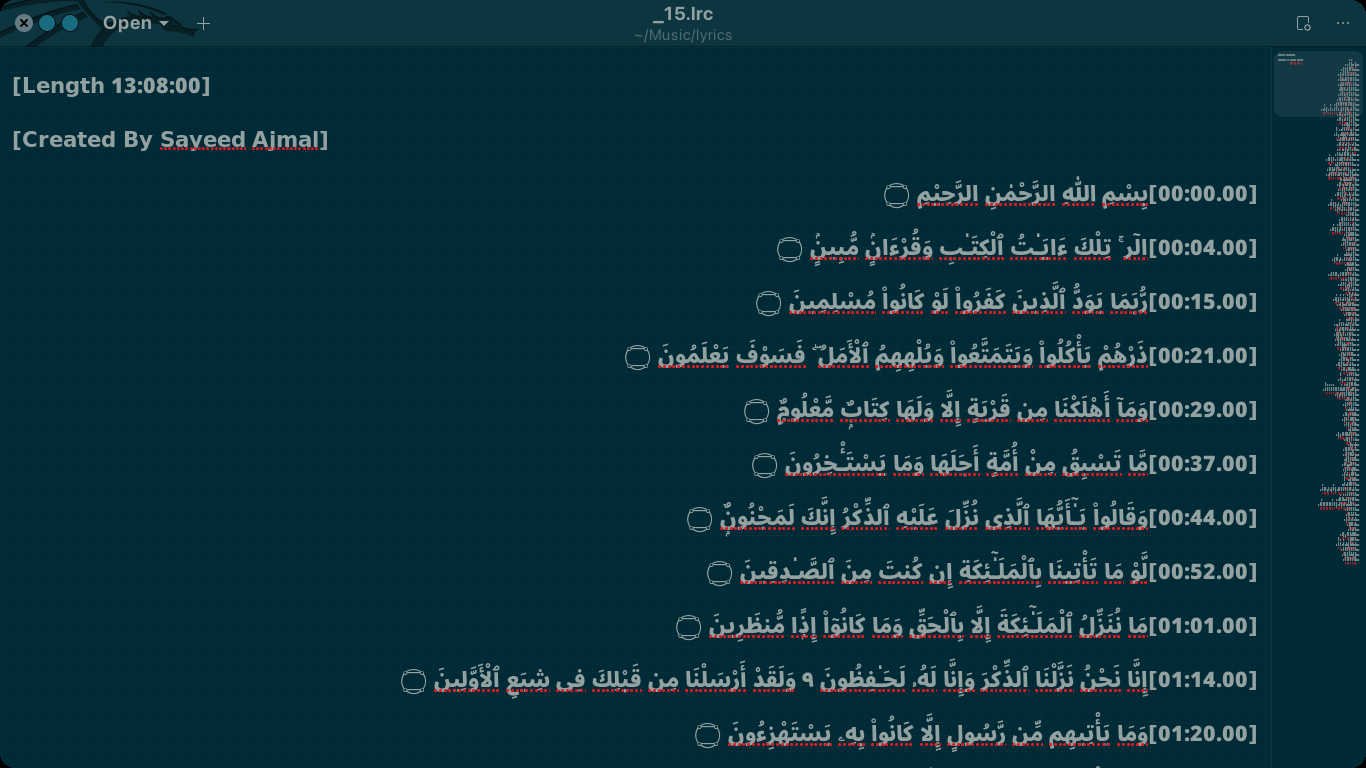 Open
_15.lrc
~/Music/lyrics
[Length 13:08:00]
[Created By Sayeed Ajmal]
[00:00.00]بِسْمِ اللّٰهِ الرَّحْمٰنِ الرَّحِيْمِ ۝
[00:04.00]الٓر ۚ تِلْكَ ءَايَـٰتُ ٱلْكِتَـٰبِ وَقُرْءَانٍۢ مُّبِينٍۢ ۝
[00:15.00]رُّبَمَا يَوَدُّ ٱلَّذِينَ كَفَرُوا۟ لَوْ كَانُوا۟ مُسْلِمِينَ ۝
[00:21.00]ذَرْهُمْ يَأْكُلُوا۟ وَيَتَمَتَّعُوا۟ وَيُلْهِهِمُ ٱلْأَمَلُ ۖ فَسَوْفَ يَعْلَمُونَ ۝
[00:29.00]وَمَآ أَهْلَكْنَا مِن قَرْيَةٍ إِلَّا وَلَهَا كِتَابٌۭ مَّعْلُومٌۭ ۝
[00:37.00]مَّا تَسْبِقُ مِنْ أُمَّةٍ أَجَلَهَا وَمَا يَسْتَـْٔخِرُونَ ۝
[00:44.00]وَقَالُوا۟ يَـٰٓأَيُّهَا ٱلَّذِى نُزِّلَ عَلَيْهِ ٱلذِّكْرُ إِنَّكَ لَمَجْنُونٌۭ ۝
[00:52.00]لَّوْ مَا تَأْتِينَا بِٱلْمَلَـٰٓئِكَةِ إِن كُنتَ مِنَ ٱلصَّـٰدِقِينَ ۝
[01:01.00]مَا نُنَزِّلُ ٱلْمَلَـٰٓئِكَةَ إِلَّا بِٱلْحَقِّ وَمَا كَانُوٓا۟ إِذًۭا مُّنظَرِينَ ۝
[01:14.00]إِنَّا نَحْنُ نَزَّلْنَا ٱلذِّكْرَ وَإِنَّا لَهُۥ لَحَـٰفِظُونَ ٩ وَلَقَدْ أَرْسَلْنَا مِن قَبْلِكَ فِى شِيَعِ ٱلْأَوَّلِينَ ۝
[01:20.00]وَمَا يَأْتِيهِم مِّن رَّسُولٍ إِلَّا كَانُوا۟ بِهِۦ يَسْتَهْزِءُونَ ۝